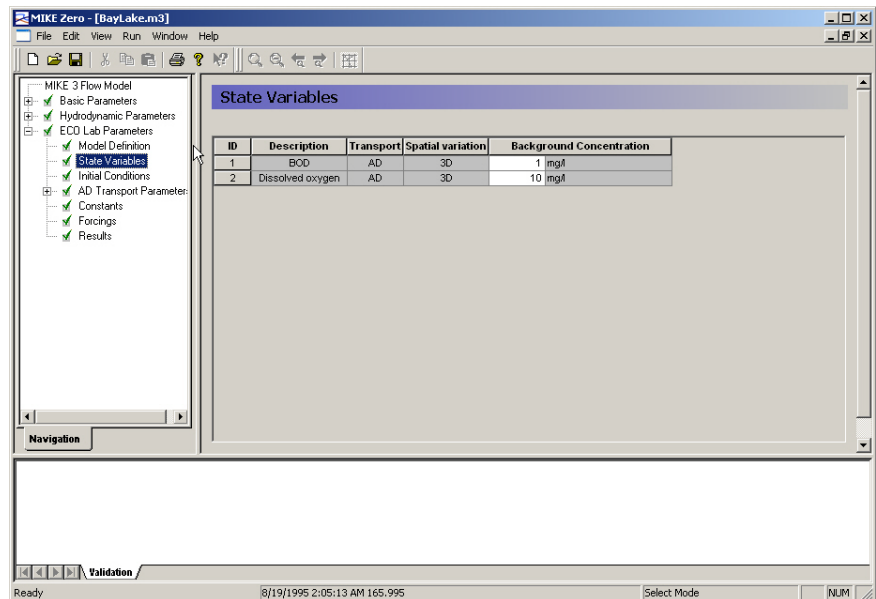 MIKE Zero - [BayLake.m3]
File Edit View Run Window Help
MIKE 3 Flow Model
Basic Parameters
Hydrodynamic Parameters
ECO Lab Parameters
Model Definition
State Variables
Initial Conditions
AD Transport Parameter
Constants
Forcings
Results
Navigation
State Variables
ID Description Transport Spatial variation Background Concentration
1 BOD AD 3D 1 mg/l
2 Dissolved oxygen AD 3D 10 mg/l
Validation
Ready 8/19/1995 2:05:13 AM 165.995 Select Mode NUM